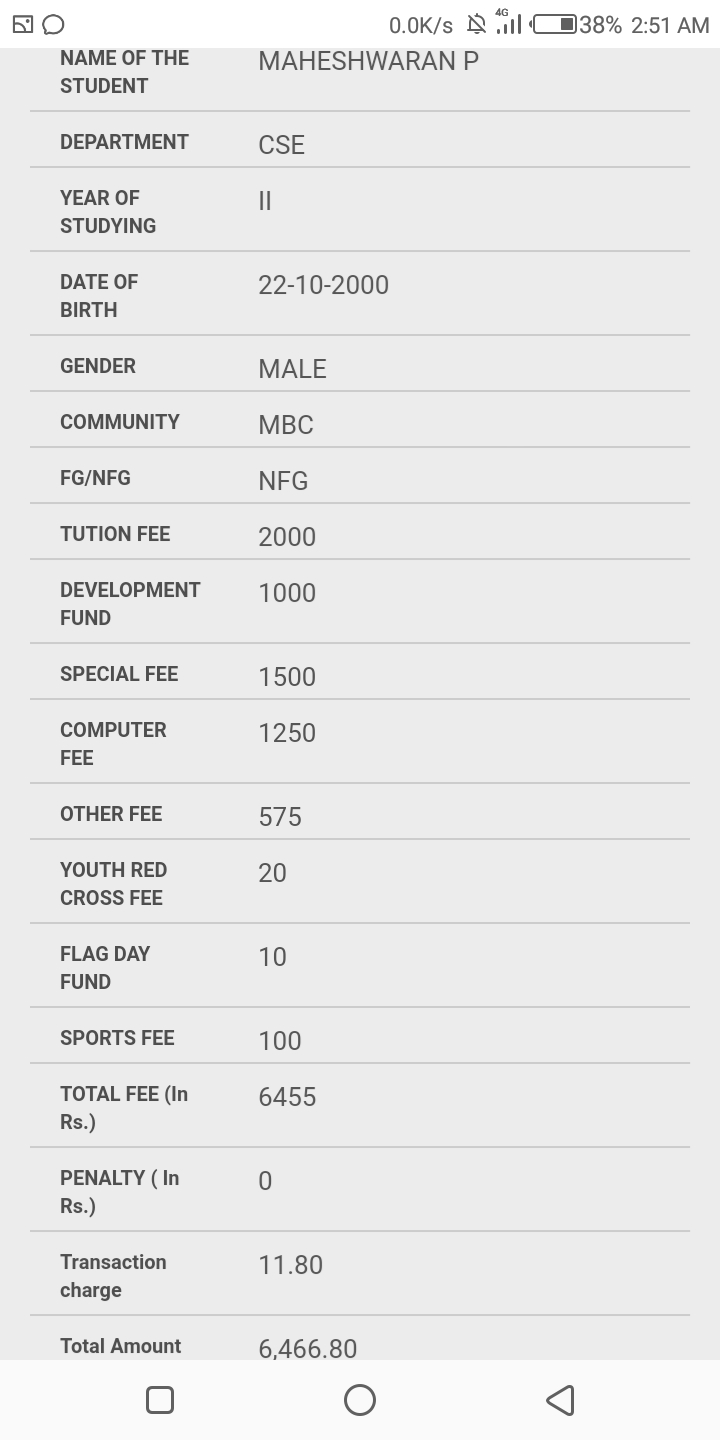 0.0K/s 4G 38% 2:51 AM
NAME OF THE STUDENT MAHESHWARAN P
DEPARTMENT CSE
YEAR OF STUDYING II
DATE OF BIRTH 22-10-2000
GENDER MALE
COMMUNITY MBC
FG/NFG NFG
TUTION FEE 2000
DEVELOPMENT FUND 1000
SPECIAL FEE 1500
COMPUTER FEE 1250
OTHER FEE 575
YOUTH RED CROSS FEE 20
FLAG DAY FUND 10
SPORTS FEE 100
TOTAL FEE (In Rs.) 6455
PENALTY ( In Rs.) 0
Transaction charge 11.80
Total Amount 6,466.80